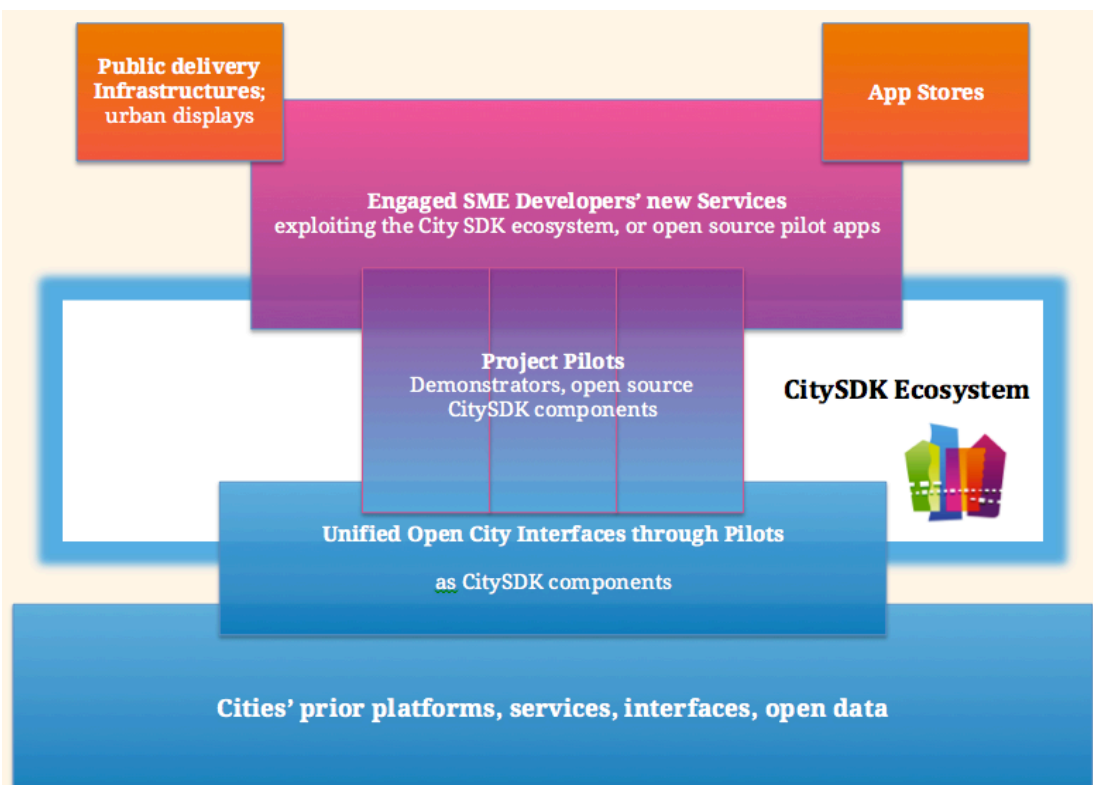 Public delivery
Infrastructures;
urban displays
App Stores
Engaged SME Developers’ new Services
exploiting the City SDK ecosystem, or open source pilot apps
Project Pilots
Demonstrators, open source
CitySDK components
CitySDK Ecosystem
Unified Open City Interfaces through Pilots
as CitySDK components
Cities’ prior platforms, services, interfaces, open data